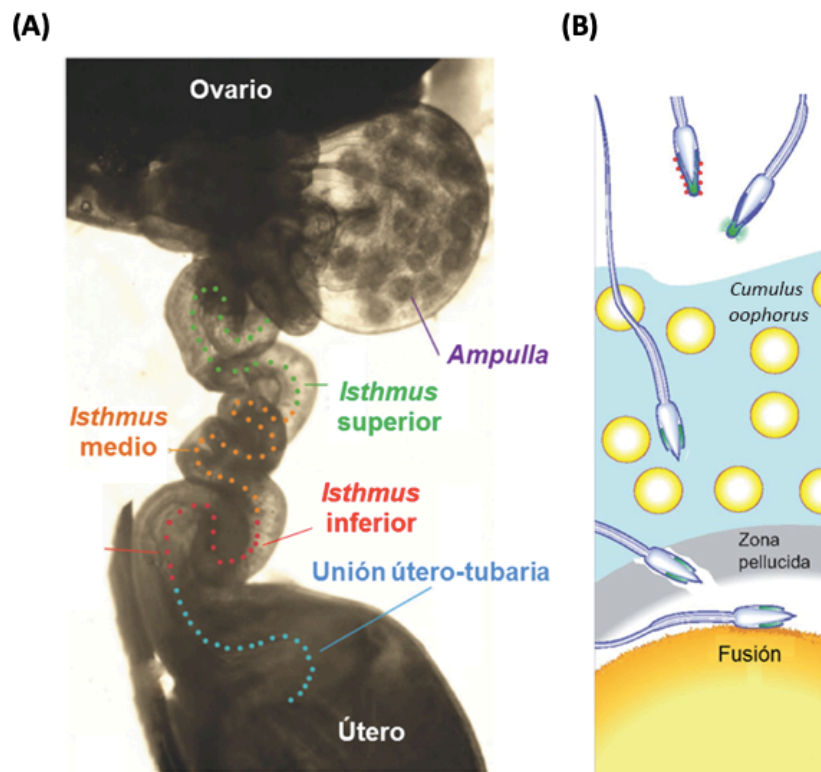 (A)
(B)
Ovario
Ampulla
Isthmus
superior
Isthmus
medio
Isthmus
inferior
Unión útero-tubaria
Útero
Cumulus
oophorus
Zona
pellucida
Fusión